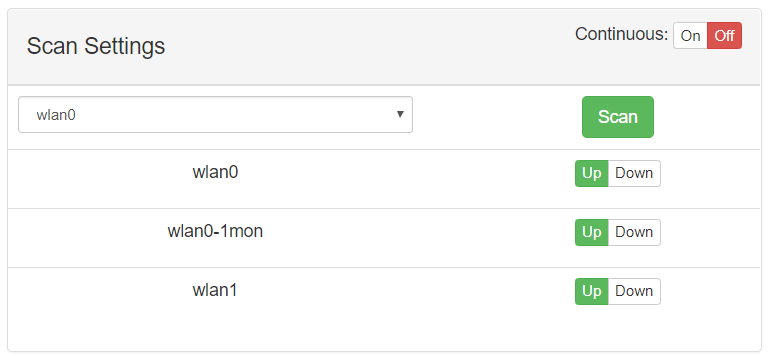 Scan Settings
Continuous: On Off
wlan0
Scan
wlan0 Up Down
wlan0-1mon Up Down
wlan1 Up Down